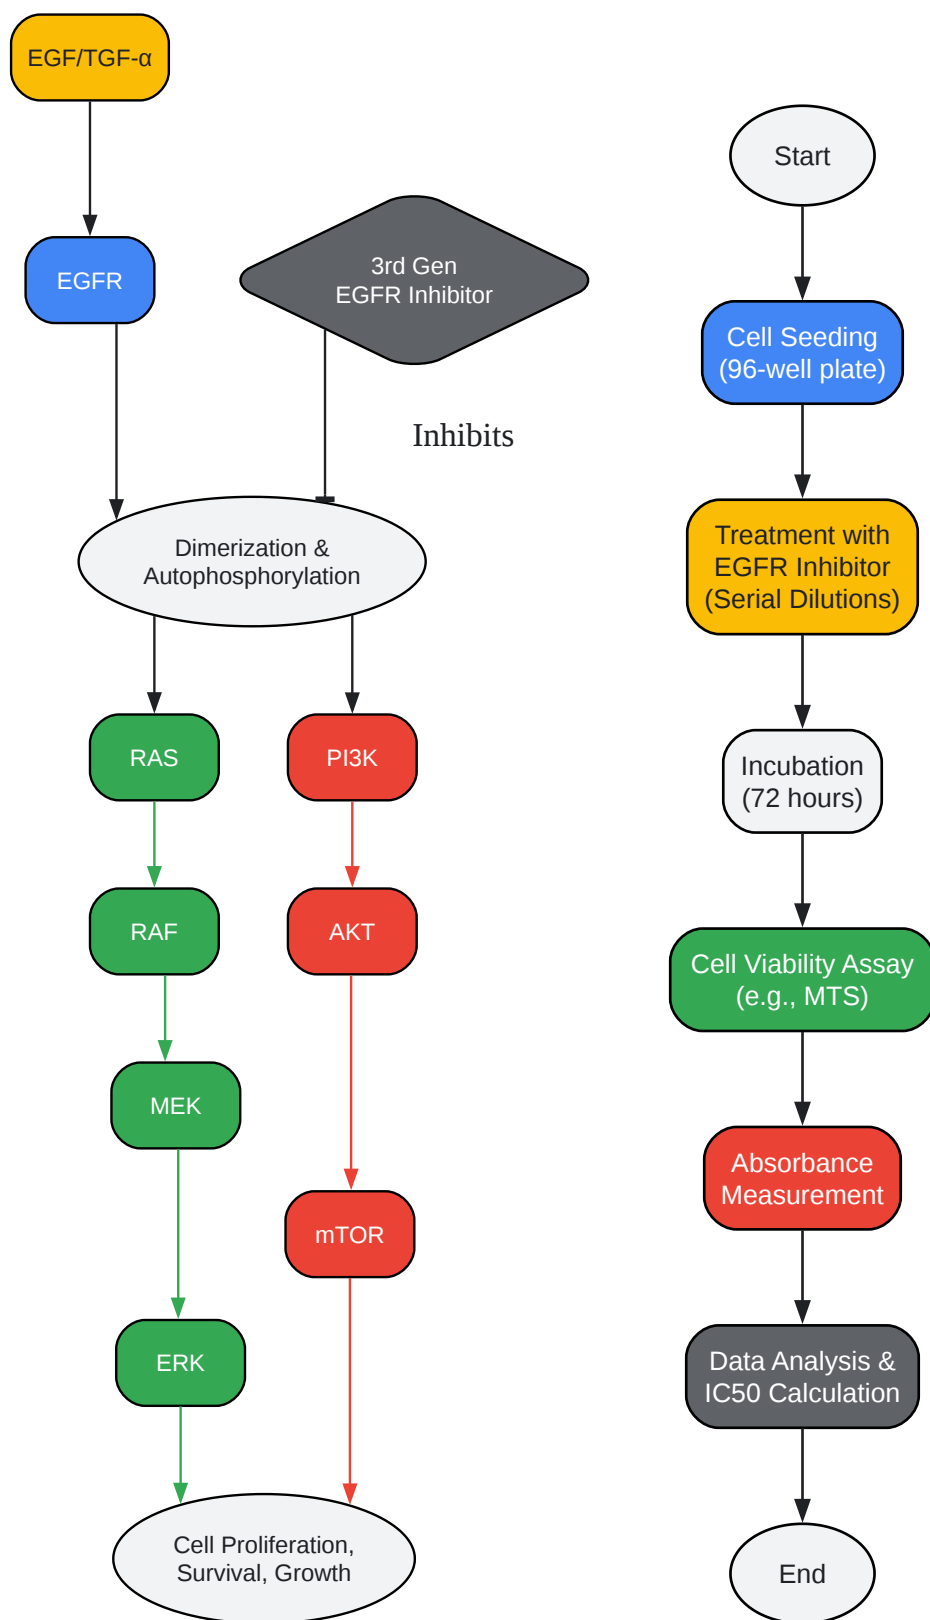 EGF/TGF-α
EGFR
3rd Gen
EGFR Inhibitor
Inhibits
Dimerization &
Autophosphorylation
RAS
PI3K
RAF
AKT
MEK
mTOR
ERK
Cell Proliferation,
Survival, Growth
Start
Cell Seeding
(96-well plate)
Treatment with
EGFR Inhibitor
(Serial Dilutions)
Incubation
(72 hours)
Cell Viability Assay
(e.g., MTS)
Absorbance
Measurement
Data Analysis &
IC50 Calculation
End